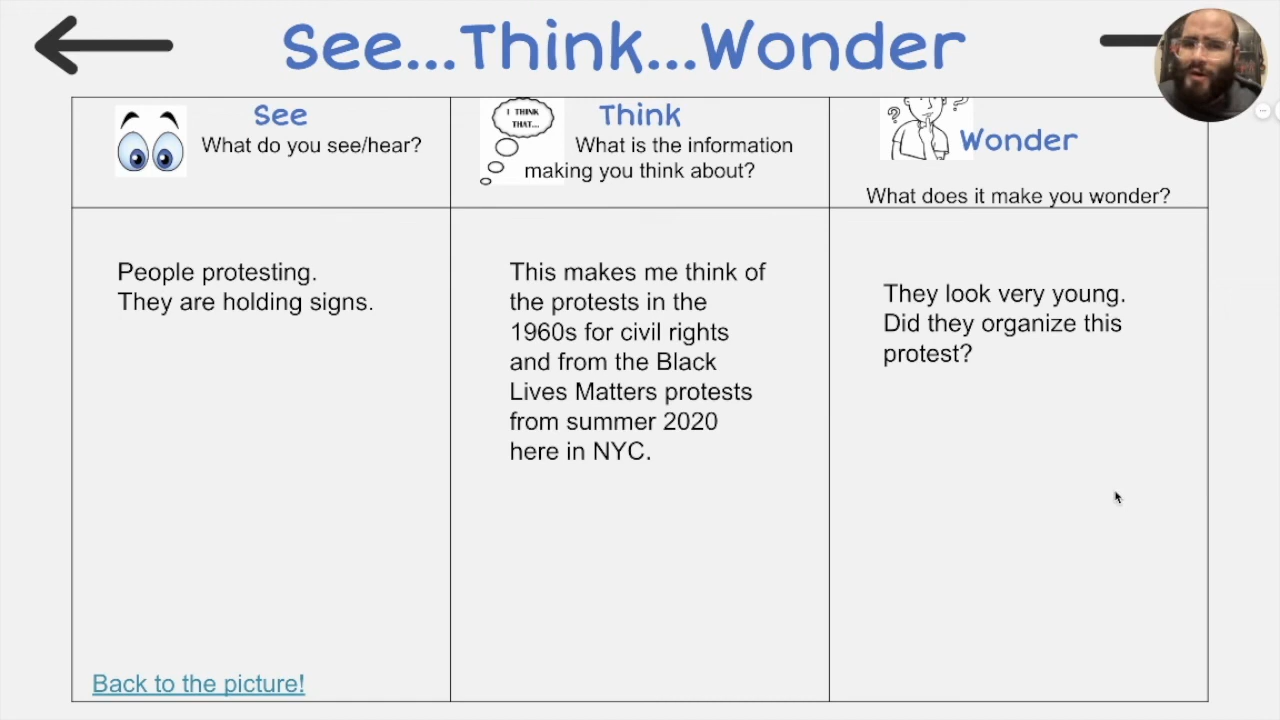 See...Think...Wonder
See
What do you see/hear?
I THINK
THAT...
Think
What is the information
making you think about?
?
?
Wonder
What does it make you wonder?
People protesting.
They are holding signs.
This makes me think of
the protests in the
1960s for civil rights
and from the Black
Lives Matters protests
from summer 2020
here in NYC.
They look very young.
Did they organize this
protest?
Back to the picture!